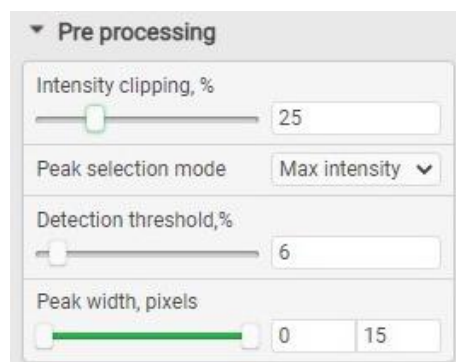 Pre processing
Intensity clipping, %
25
Peak selection mode Max intensity
Detection threshold,%
6
Peak width, pixels
0 15